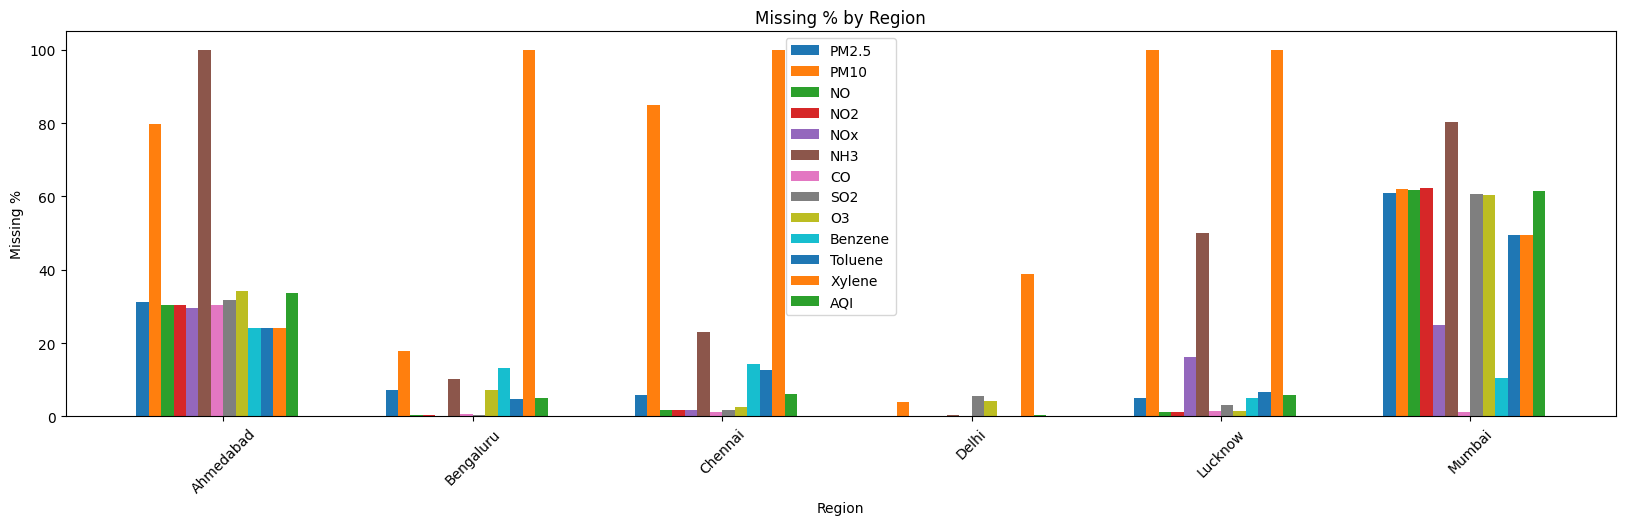 Missing % by Region
Missing %
100
80
60
40
20
0
PM2.5
PM10
NO
NO2
NOx
NH3
CO
SO2
O3
Benzene
Toluene
Xylene
AQI
Ahmedabad
Bengaluru
Chennai
Delhi
Lucknow
Mumbai
Region